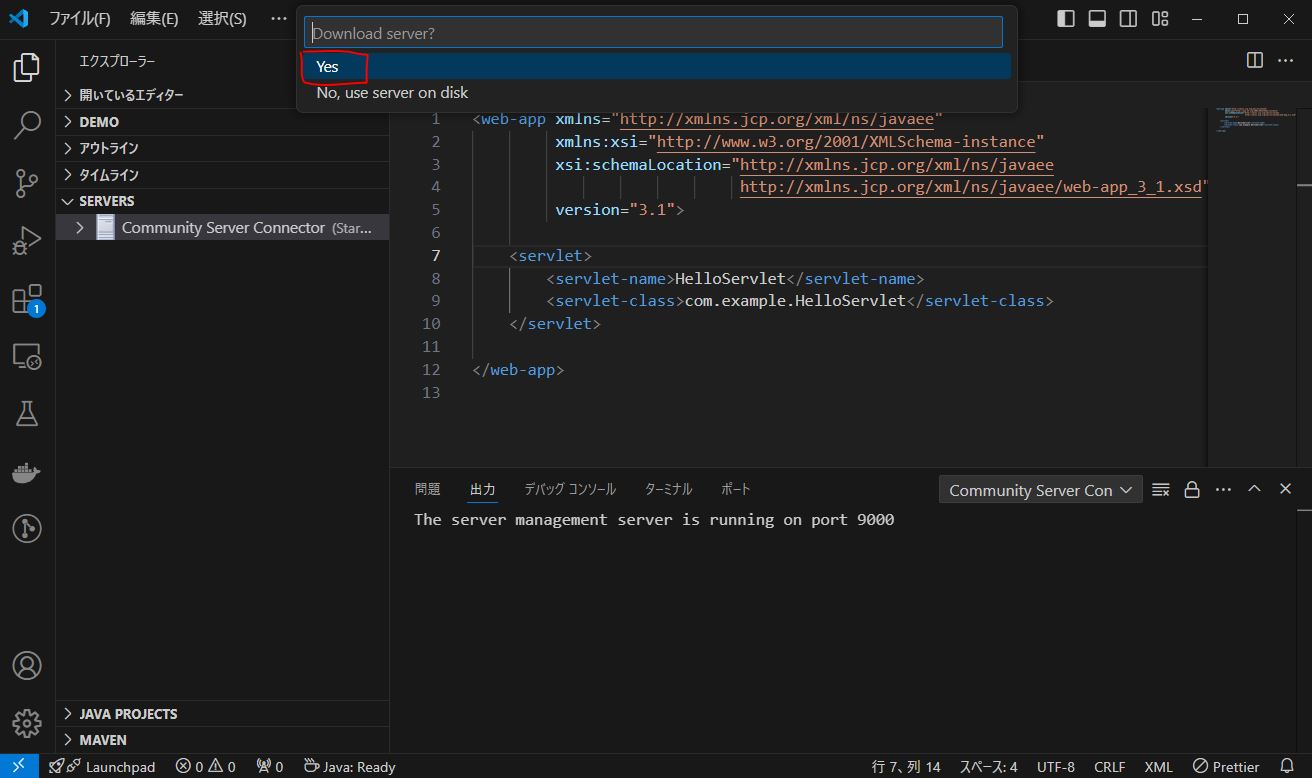 ファイル(F) 編集(E) 選択(S) ···
Download server?
Yes
No, use server on disk
エクスプローラー
開いているエディター
DEMO
アウトライン
タイムライン
SERVERS
Community Server Connector (Star...
JAVA PROJECTS
MAVEN
1
1 <web-app xmlns="http://xmlns.jcp.org/xml/ns/javaee"
2 xmlns:xsi="http://www.w3.org/2001/XMLSchema-instance"
3 xsi:schemaLocation="http://xmlns.jcp.org/xml/ns/javaee
4 http://xmlns.jcp.org/xml/ns/javaee/web-app_3_1.xsd"
5 version="3.1">
6
7 <servlet>
8 <servlet-name>HelloServlet</servlet-name>
9 <servlet-class>com.example.HelloServlet</servlet-class>
10 </servlet>
11
12 </web-app>
13
問題 出力 デバッグ コンソール ターミナル ポート Community Server Con
The server management server is running on port 9000
Launchpad 0 0 0 Java: Ready 行 7、列 14 スペース: 4 UTF-8 CRLF XML Prettier